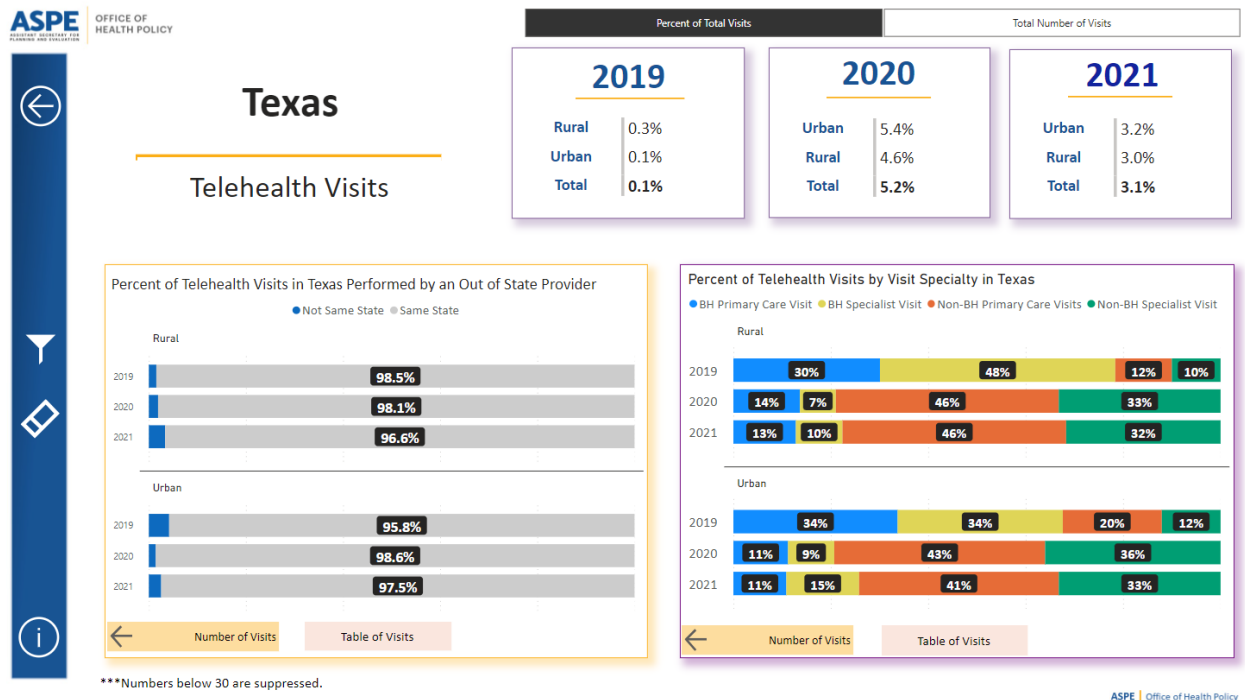 ASPE
ASSISTANT SECRETARY FOR
PLANNING AND EVALUATION
OFFICE OF
HEALTH POLICY
Percent of Total Visits
Total Number of Visits
Texas
Telehealth Visits
2019
Rural 0.3%
Urban 0.1%
Total 0.1%
2020
Urban 5.4%
Rural 4.6%
Total 5.2%
2021
Urban 3.2%
Rural 3.0%
Total 3.1%
Percent of Telehealth Visits in Texas Performed by an Out of State Provider
Not Same State Same State
Rural
2019 98.5%
2020 98.1%
2021 96.6%
Urban
2019 95.8%
2020 98.6%
2021 97.5%
Number of Visits
Table of Visits
Percent of Telehealth Visits by Visit Specialty in Texas
BH Primary Care Visit BH Specialist Visit Non-BH Primary Care Visits Non-BH Specialist Visit
Rural
2019 30% 48% 12% 10%
2020 14% 7% 46% 33%
2021 13% 10% 46% 32%
Urban
2019 34% 34% 20% 12%
2020 11% 9% 43% 36%
2021 11% 15% 41% 33%
Number of Visits
Table of Visits
i
***Numbers below 30 are suppressed.
ASPE Office of Health Policy